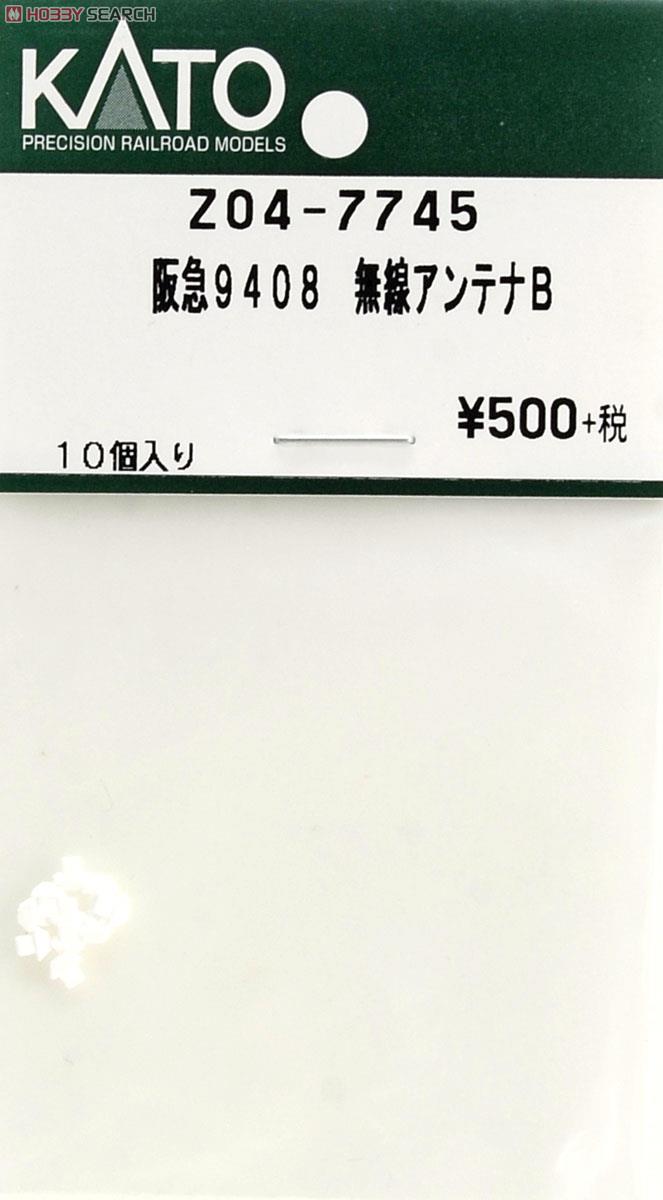 HOBBY SEARCH
KATO
PRECISION RAILROAD MODELS
Z04-7745
阪急9408 無線アンテナB
¥500+税
10個入り